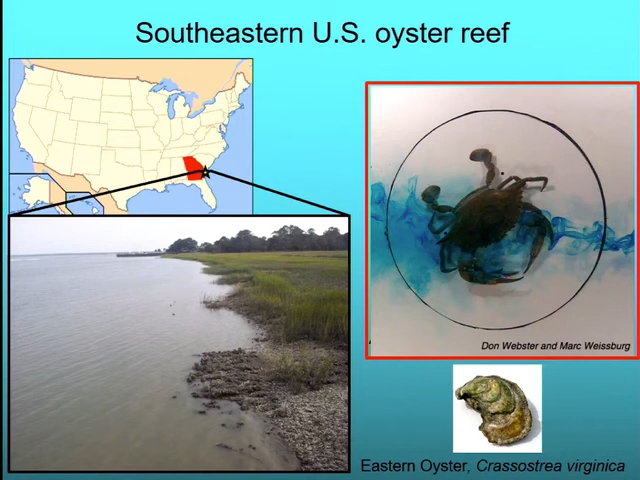 Southeastern U.S. oyster reef
Don Webster and Marc Weissburg
Eastern Oyster, Crassostrea virginica